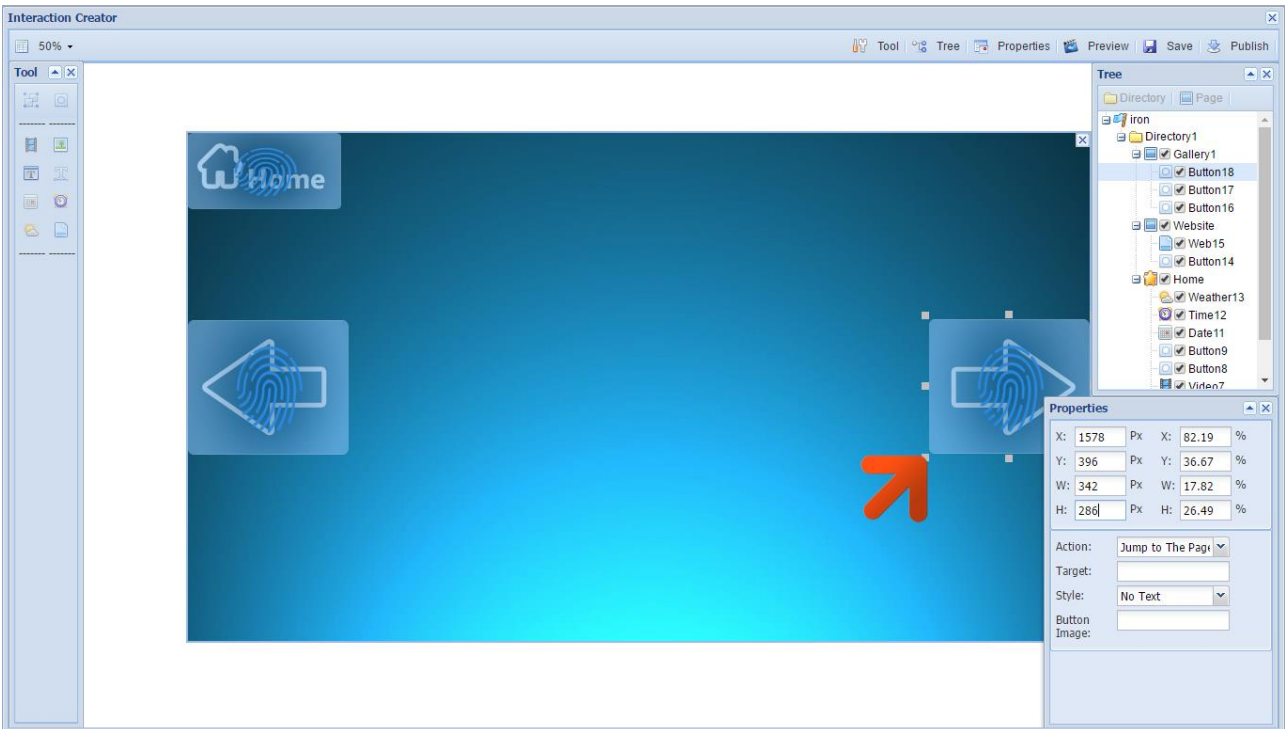 Interaction Creator
50%
Tool Tree Properties Preview Save Publish
Tool
Tree
Directory Page
iron
Directory1
Gallery1
Button18
Button17
Button16
Website
Web15
Button14
Home
Weather13
Time12
Date11
Button9
Button8
Video7
Home
Properties
X: 1578 Px X: 82.19 %
Y: 396 Px Y: 36.67 %
W: 342 Px W: 17.82 %
H: 286 Px H: 26.49 %
Action: Jump to The Page
Target:
Style: No Text
Button
Image: